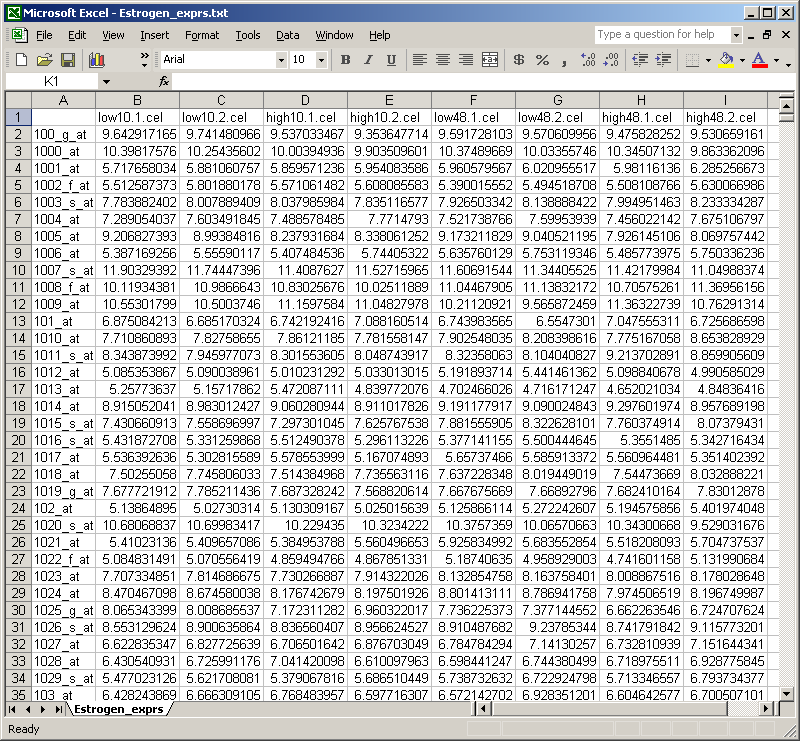 Microsoft Excel - Estrogen_exprs.txt
File Edit View Insert Format Tools Data Window Help Type a question for help
Arial 10 B I U $ % ,
K1 fx
A B C D E F G H I
1 low10.1.cel low10.2.cel high10.1.cel high10.2.cel low48.1.cel low48.2.cel high48.1.cel high48.2.cel
2 100_g_at 9.642917165 9.741480966 9.537033467 9.353647714 9.591728103 9.570609956 9.475828252 9.530659161
3 1000_at 10.39817576 10.25435602 10.00394936 9.903509601 10.37489669 10.03355746 10.34507132 9.863362096
4 1001_at 5.717658034 5.881060757 5.859571236 5.954083586 5.960579567 6.020955517 5.98116136 6.285256673
5 1002_f_at 5.512587373 5.801880178 5.571061482 5.608085583 5.390015552 5.494518708 5.508108766 5.630066986
6 1003_s_at 7.783882402 8.007889409 8.037985984 7.835116577 7.926503342 8.138888422 7.994951463 8.233334287
7 1004_at 7.289054037 7.603491845 7.488578485 7.7714793 7.521738766 7.59953939 7.456022142 7.675106797
8 1005_at 9.206827393 8.99384816 8.237931684 8.338061252 9.173211829 9.040521195 7.926145106 8.069757442
9 1006_at 5.387169256 5.55590117 5.407484536 5.74405322 5.635760129 5.753119346 5.485773975 5.750336236
10 1007_s_at 11.90329392 11.74447396 11.4087627 11.52715965 11.60691544 11.34405525 11.42179984 11.04988374
11 1008_f_at 10.11934381 10.9866643 10.83025676 10.02511889 11.04467905 11.13832172 10.70575261 11.36956156
12 1009_at 10.55301799 10.5003746 11.1597584 11.04827978 10.21120921 9.565872459 11.36322739 10.76291314
13 101_at 6.875084213 6.685170324 6.742192416 7.088160514 6.743983565 6.5547301 7.047555311 6.725686598
14 1010_at 7.710860893 7.82758655 7.86121185 7.781558147 7.902548035 8.208398616 7.775167058 8.653828929
15 1011_s_at 8.343873992 7.945977073 8.301553605 8.048743917 8.32358063 8.104040827 9.213702891 8.859905609
16 1012_at 5.085353867 5.090038961 5.010231292 5.033013015 5.191893714 5.441461362 5.098840678 4.990585029
17 1013_at 5.25773637 5.15717862 5.472087111 4.839772076 4.702466026 4.716171247 4.652021034 4.84836416
18 1014_at 8.915052041 8.983012427 9.060280944 8.911017826 9.191177917 9.090024843 9.297601974 8.957689198
19 1015_s_at 7.430660913 7.558696997 7.297301045 7.625767538 7.881555905 8.322628101 7.760374914 8.07379431
20 1016_s_at 5.431872708 5.331259868 5.512490378 5.296113226 5.377141155 5.500444645 5.3551485 5.342716434
21 1017_at 5.536392636 5.302815589 5.578553999 5.167074893 5.65737466 5.585913372 5.560964481 5.351402392
22 1018_at 7.50255058 7.745806033 7.514384968 7.735563116 7.637228348 8.019449019 7.54473669 8.032888221
23 1019_g_at 7.677721912 7.785211436 7.687328242 7.568820614 7.667675669 7.66892796 7.682410164 7.83012878
24 102_at 5.13864895 5.02730314 5.130309167 5.025015639 5.125866114 5.272242607 5.194575856 5.401974048
25 1020_s_at 10.68068837 10.69983417 10.229435 10.3234222 10.3757359 10.06570663 10.34300668 9.529031676
26 1021_at 5.41023136 5.409657086 5.384953788 5.560496653 5.925834992 5.683552854 5.518208093 5.704737537
27 1022_f_at 5.084831491 5.070556419 4.859494766 4.867851331 5.18740635 4.958929003 4.741601158 5.131990684
28 1023_at 7.707334851 7.814686675 7.730266887 7.914322026 8.132854758 8.163758401 8.008867516 8.178028648
29 1024_at 8.470467098 8.674580038 8.176742679 8.197501926 8.801413111 8.786941758 7.974506519 8.196749987
30 1025_g_at 8.065343399 8.008685537 7.172311282 6.960322017 7.736225373 7.377144552 6.662263546 6.724707624
31 1026_s_at 8.553129624 8.900635864 8.836560407 8.956624527 8.910487682 9.23785344 8.741791842 9.115773201
32 1027_at 6.622835347 6.827725639 6.706501642 6.876703049 6.784784294 7.14130257 6.732810939 7.151644341
33 1028_at 6.430540931 6.725991176 7.041420098 6.610097963 6.598441247 6.744380499 6.718975511 6.928775845
34 1029_s_at 5.477023126 5.621708081 5.379067816 5.686510449 5.738732632 6.722924798 5.713346557 6.793734377
35 103_at 6.428243869 6.666309105 6.768483957 6.597716307 6.572142702 6.928351201 6.604642577 6.700507101
Estrogen_exprs
Ready